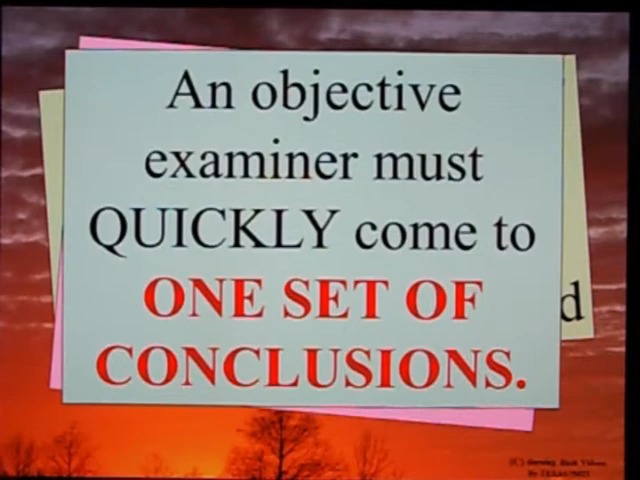 An objective
examiner must
QUICKLY come to
ONE SET OF
CONCLUSIONS.
d